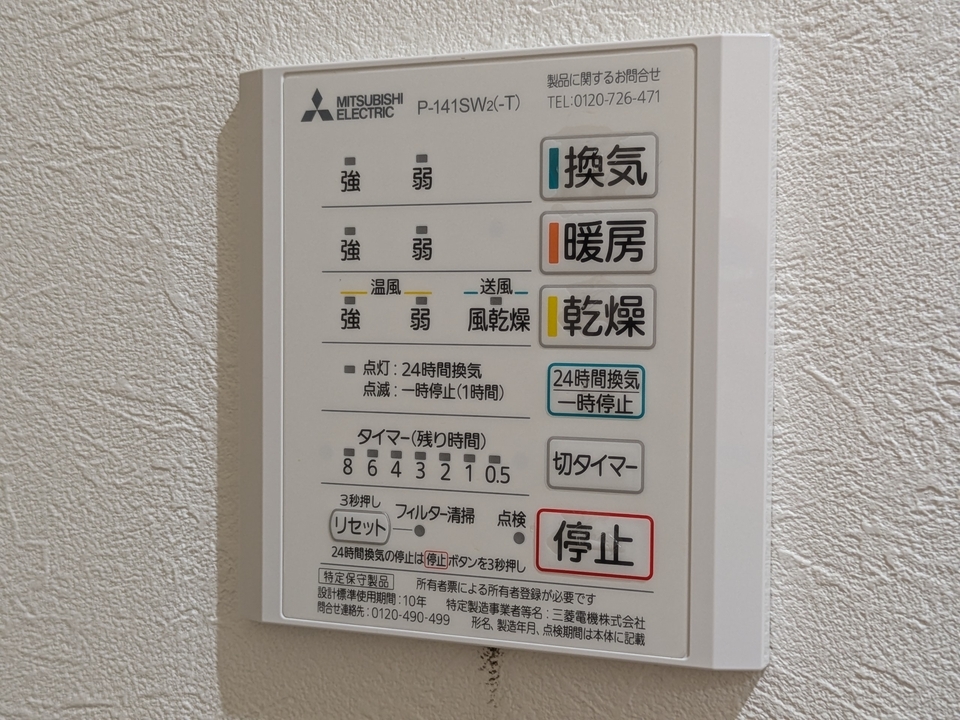 MITSUBISHI
ELECTRIC
P-141SW2(-T)
製品に関するお問合せ
TEL:0120-726-471
強 弱 換気
強 弱 暖房
温風 送風
強 弱 風乾燥 乾燥
点灯：24時間換気
点滅：一時停止(1時間)
24時間換気
一時停止
タイマー(残り時間)
8 6 4 3 2 1 0.5
切タイマー
3秒押し
リセット フィルター清掃 点検
停止
24時間換気の停止は停止ボタンを3秒押し
特定保守製品 所有者票による所有者登録が必要です
設計標準使用期間：10年 特定製造事業者等名：三菱電機株式会社
問合せ連絡先：0120-490-499 形名、製造年月、点検期間は本体に記載